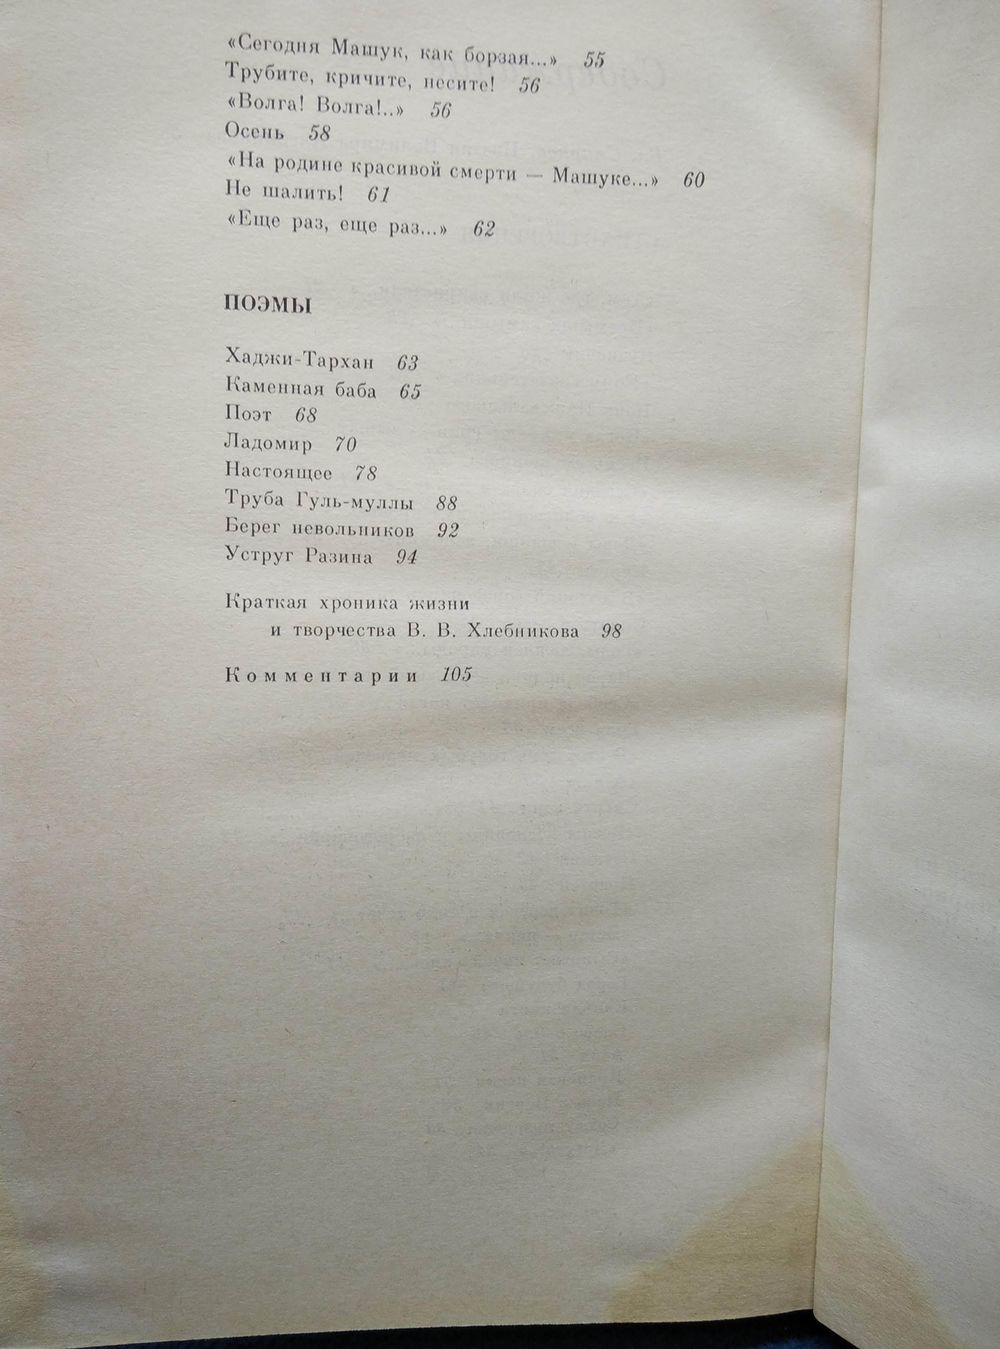 «Сегодня Машук, как борзая...» 55
Трубите, кричите, несите! 56
«Волга! Волга!..» 56
Осень 58
«На родине красивой смерти — Машуке...» 60
Не шалить! 61
«Еще раз, еще раз...» 62
ПОЭМЫ
Хаджи-Тархан 63
Каменная баба 65
Поэт 68
Ладомир 70
Настоящее 78
Труба Гуль-муллы 88
Берег невольников 92
Уструг Разина 94
Краткая хроника жизни
и творчества В. В. Хлебникова 98
Комментарии 105